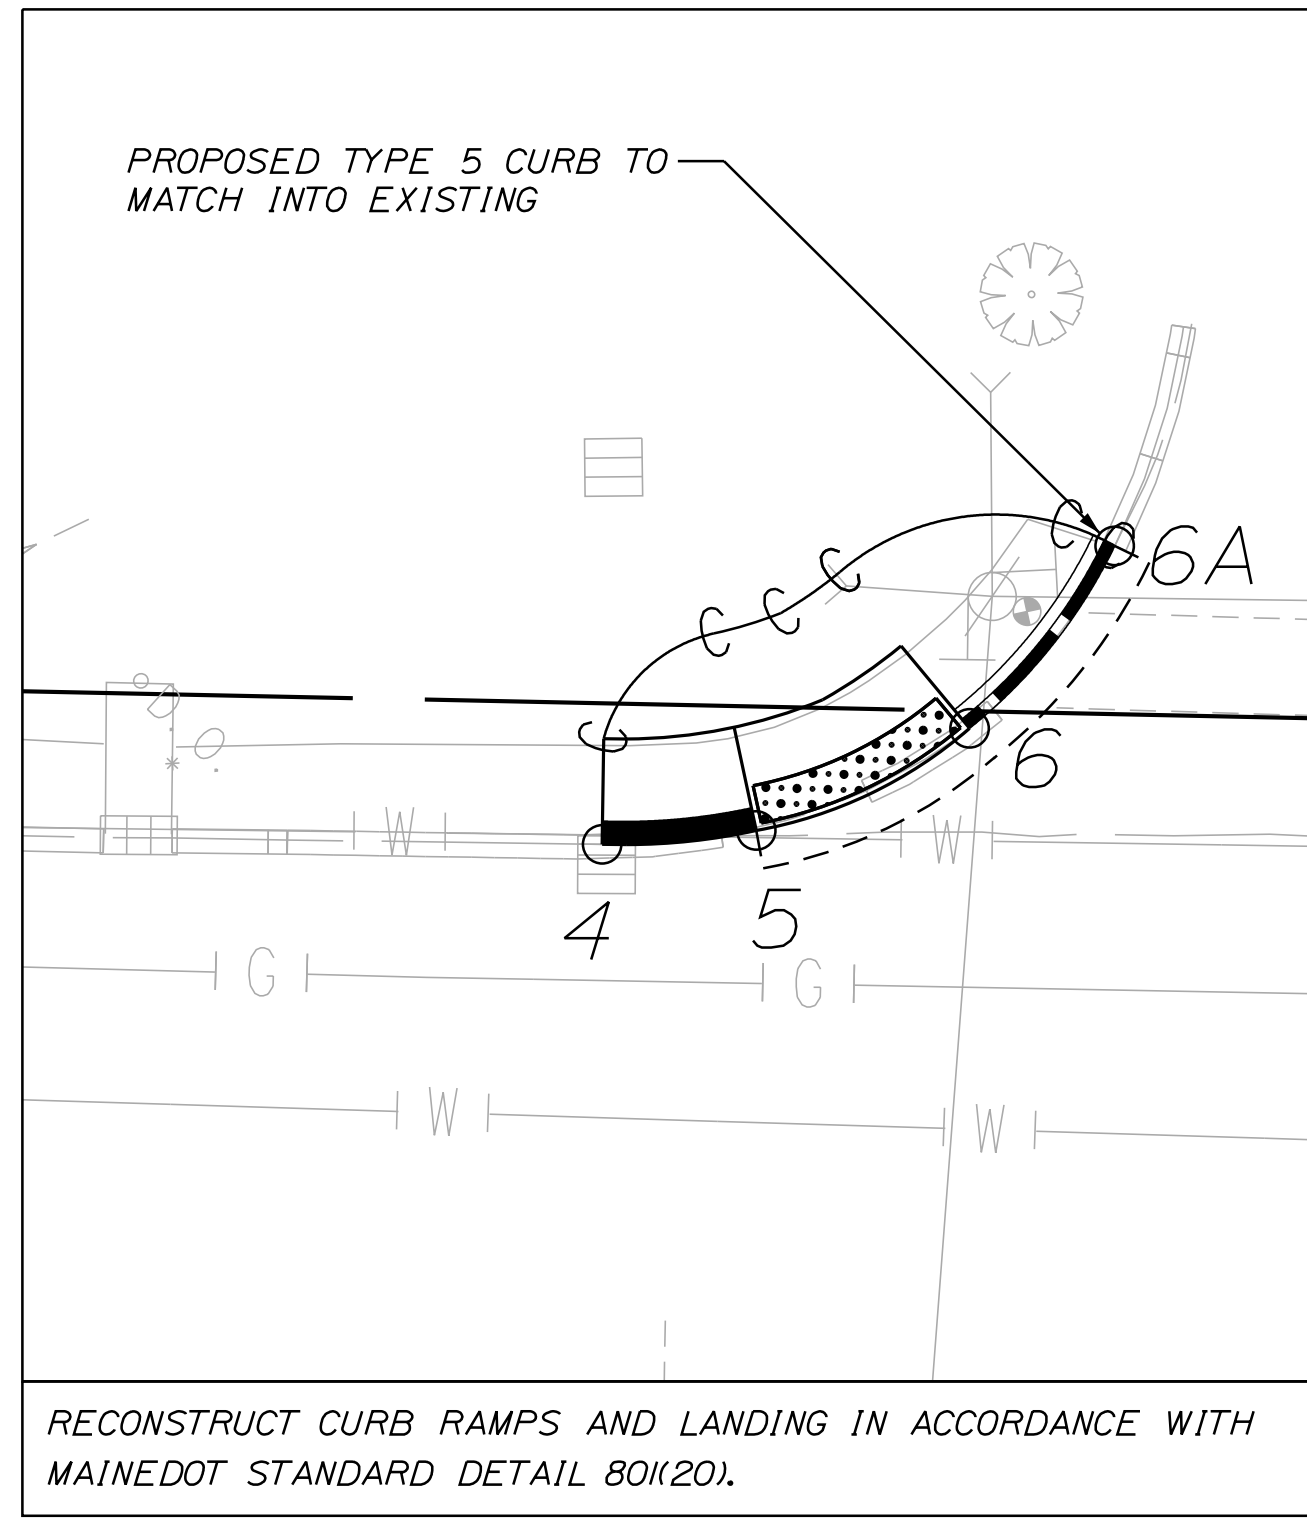 PROPOSED TYPE 5 CURB TO
MATCH INTO EXISTING
6A
6
W
W
4
5
G
G
W
W
C
C
C
C
C
RECONSTRUCT CURB RAMPS AND LANDING IN ACCORDANCE WITH
MAINEDOT STANDARD DETAIL 801(20).